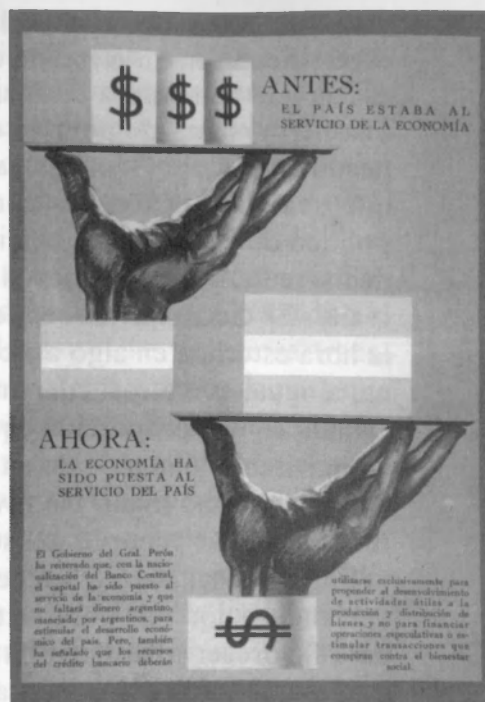 $ $ $
ANTES:
EL PAÍS ESTABA AL
SERVICIO DE LA ECONOMÍA
AHORA:
LA ECONOMÍA HA
SIDO PUESTA AL
SERVICIO DEL PAÍS
El Gobierno del Gral. Perón
ha reiterado que, con la nacio-
nalización del Banco Central,
el capital ha sido puesto al
servicio de la economía y que
no faltará dinero argentino,
manejado por argentinos, para
estimular el desarrollo econó-
mico del país. Pero, también
ha señalado que los recursos
del crédito bancario deberán
utilizarse exclusivamente para
propender al desenvolvimiento
de actividades útiles a la
producción y distribución de
bienes y no para financiar
operaciones especulativas o es-
timular transacciones que
conspiran contra el bienestar
social.
$